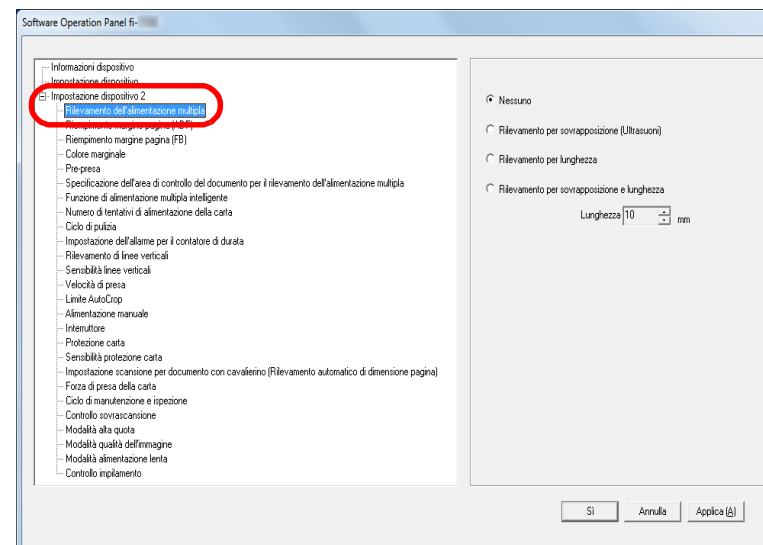 Software Operation Panel fi-
Informazioni dispositivo
Impostazione dispositivo
Impostazione dispositivo 2
Rilevamento dell'alimentazione multipla
Riempimento margine pagina (ADF)
Riempimento margine pagina (FB)
Colore marginale
Pre-presa
Specificazione dell'area di controllo del documento per il rilevamento dell'alimentazione multipla
Funzione di alimentazione multipla intelligente
Numero di tentativi di alimentazione della carta
Ciclo di pulizia
Impostazione dell'allarme per il contatore di durata
Rilevamento di linee verticali
Sensibilità linee verticali
Velocità di presa
Limite AutoCrop
Alimentazione manuale
Interruttore
Protezione carta
Sensibilità protezione carta
Impostazione scansione per documento con cavalierino (Rilevamento automatico di dimensione pagina)
Forza di presa della carta
Ciclo di manutenzione e ispezione
Controllo sovrascansione
Modalità alta quota
Modalità qualità dell'immagine
Modalità alimentazione lenta
Controllo impilamento
Nessuno
Rilevamento per sovrapposizione (Ultrasuoni)
Rilevamento per lunghezza
Rilevamento per sovrapposizione e lunghezza
Lunghezza 10 mm
Sì Annulla Applica (A)